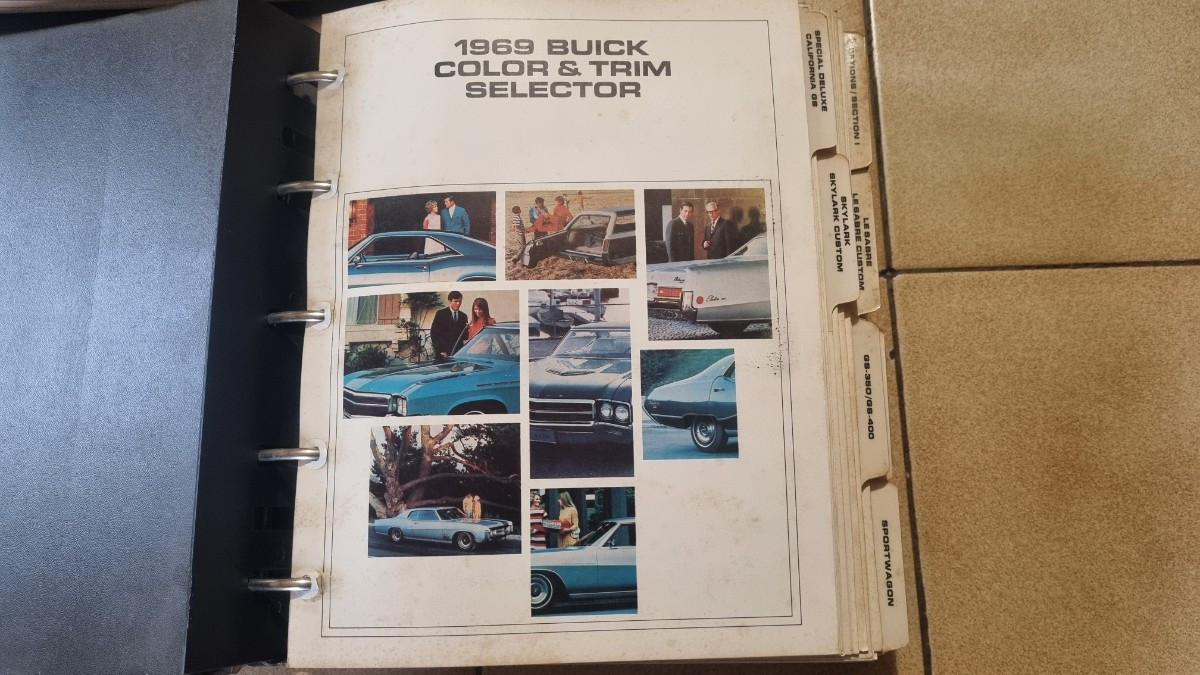 1969 BUICK
COLOR & TRIM
SELECTOR
SPECIAL DELUXE
CALIFORNIA GS
SECTION I
SKYLARK
SKYLARK CUSTOM
LE SABRE
LE SABRE CUSTOM
GS-350/GS-400
SPORTWAGON